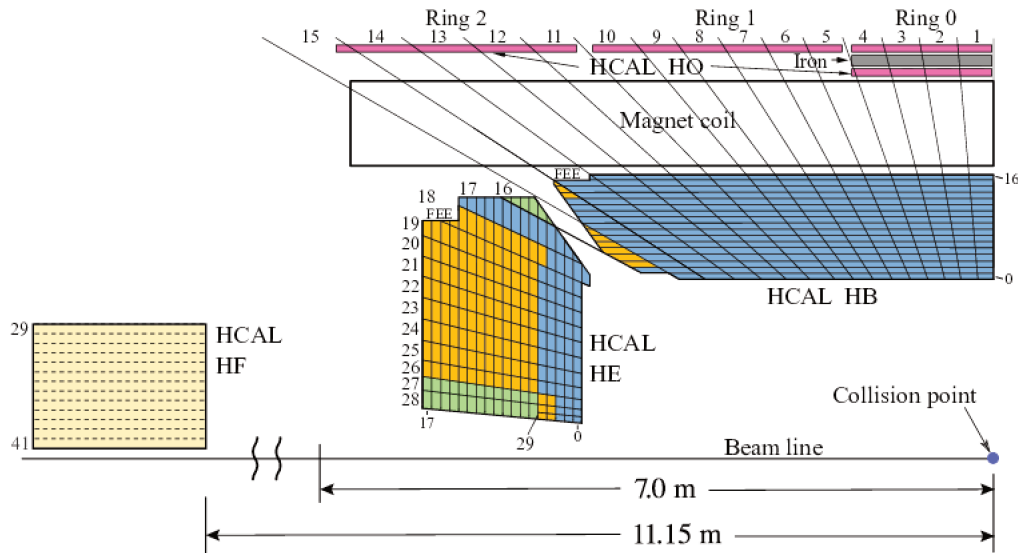 Ring 2 Ring 1 Ring 0
15 14 13 12 11 10 9 8 7 6 5 4 3 2 1
HCAL HO Iron
Magnet coil
FEE
16
0
HCAL HB
18 17 16
FEE
19
20
21
22
23
24
25
26
27
28
17
29
0
HCAL
HE
29
HCAL
HF
41
Collision point
Beam line
7.0 m
11.15 m